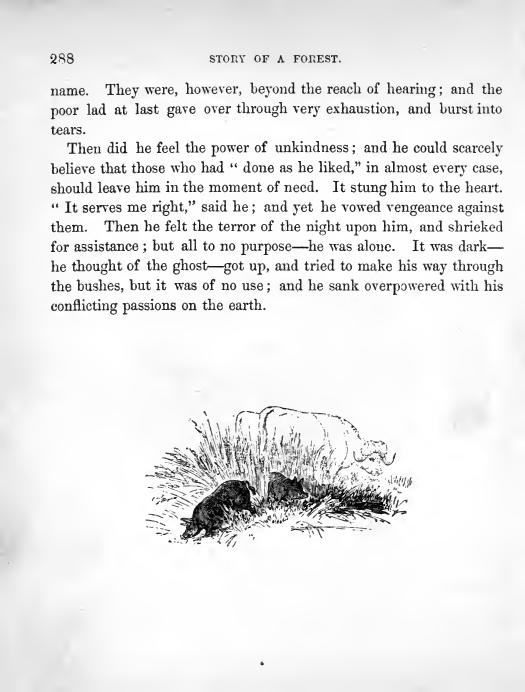 288 STORY OF A FOREST.
name. They were, however, beyond the reach of hearing; and the
poor lad at last gave over through very exhaustion, and burst into
tears.
Then did he feel the power of unkindness; and he could scarcely
believe that those who had “ done as he liked,” in almost every case,
should leave him in the moment of need. It stung him to the heart.
“ It serves me right,” said he; and yet he vowed vengeance against
them. Then he felt the terror of the night upon him, and shrieked
for assistance; but all to no purpose—he was alone. It was dark—
he thought of the ghost—got up, and tried to make his way through
the bushes, but it was of no use; and he sank overpowered with his
conflicting passions on the earth.